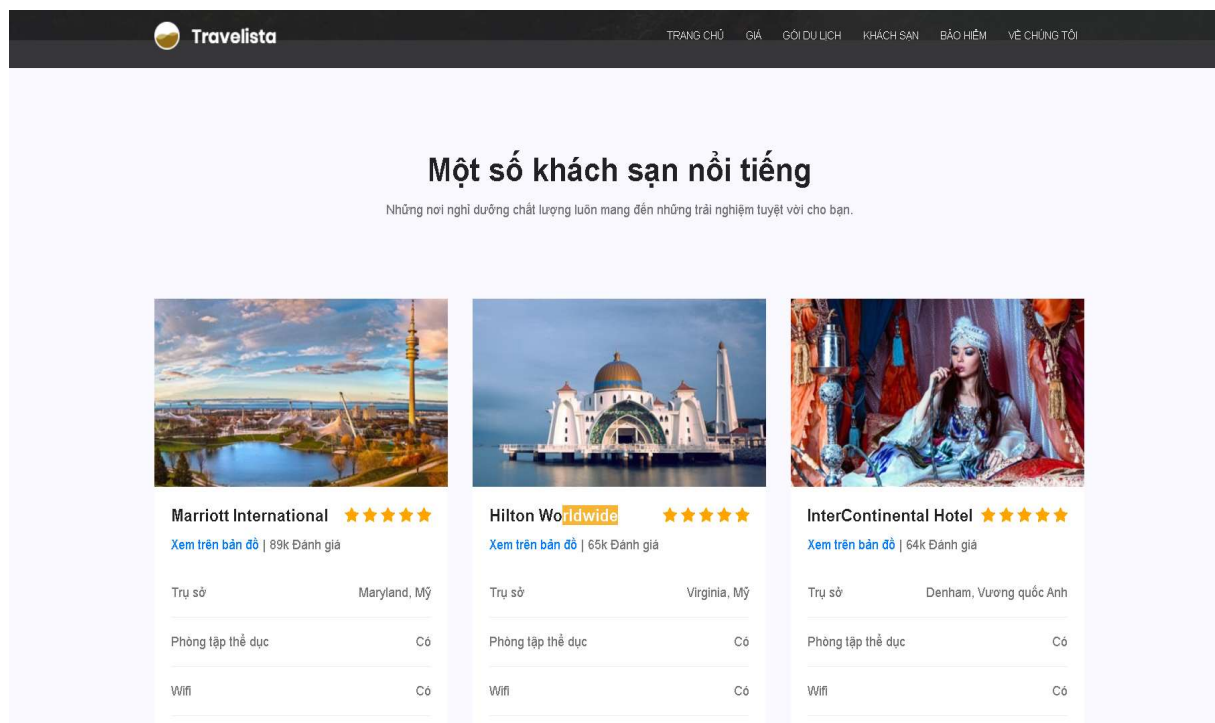 Travelista
TRANG CHỦ GIÁ GÓI DU LỊCH KHÁCH SẠN BẢO HIỂM VỀ CHÚNG TÔI
Một số khách sạn nổi tiếng
Những nơi nghỉ dưỡng chất lượng luôn mang đến những trải nghiệm tuyệt vời cho bạn.
Marriott International
Xem trên bản đồ | 89k Đánh giá
Trụ sở Maryland, Mỹ
Phòng tập thể dục Có
Wifi Có
Hilton Worldwide
Xem trên bản đồ | 65k Đánh giá
Trụ sở Virginia, Mỹ
Phòng tập thể dục Có
Wifi Có
InterContinental Hotel
Xem trên bản đồ | 64k Đánh giá
Trụ sở Denham, Vương quốc Anh
Phòng tập thể dục Có
Wifi Có